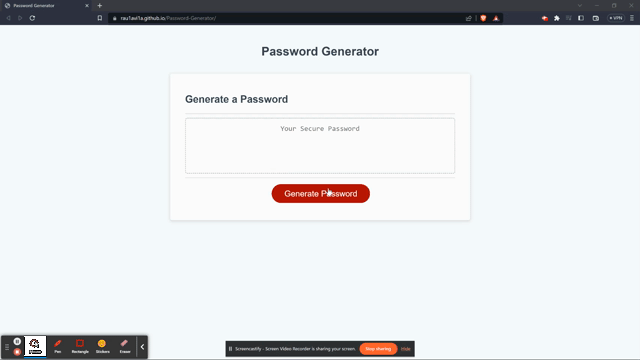 Password Generator
rau1avi1a.github.io/Password-Generator/
VPN
Password Generator
Generate a Password
Your Secure Password
Generate Password
Pen
Rectangle
Stickers
Eraser
Screencastify - Screen Video Recorder is sharing your screen.
Stop sharing
Hide